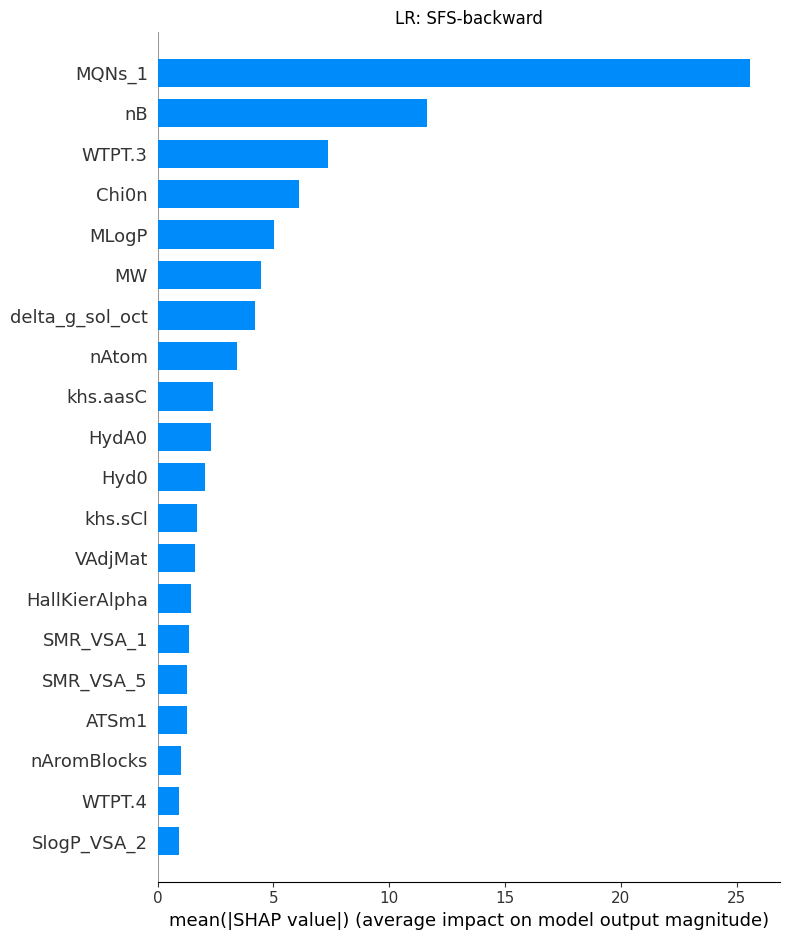 LR: SFS-backward
MQNs_1
nB
WTPT.3
Chi0n
MLogP
MW
delta_g_sol_oct
nAtom
khs.aasC
HydA0
Hyd0
khs.sCl
VAdjMat
HallKierAlpha
SMR_VSA_1
SMR_VSA_5
ATSm1
nAromBlocks
WTPT.4
SlogP_VSA_2
0 5 10 15 20 25
mean(|SHAP value|) (average impact on model output magnitude)